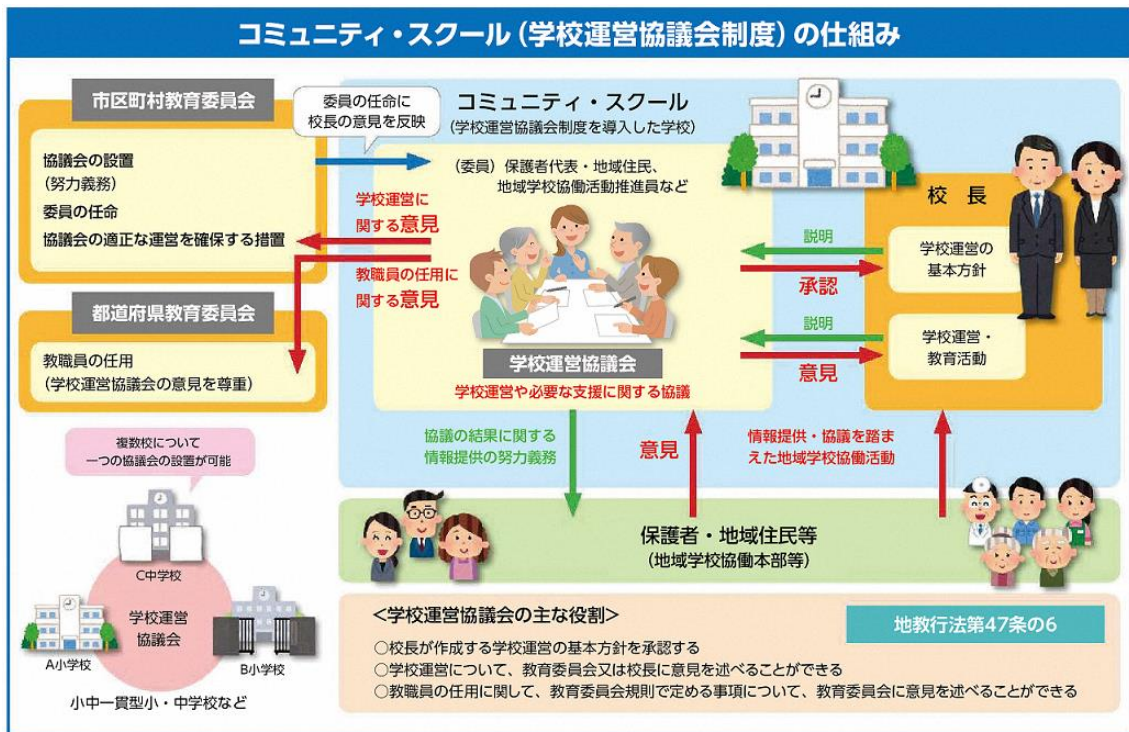 コミュニティ・スクール（学校運営協議会制度）の仕組み
市区町村教育委員会
協議会の設置
（努力義務）
委員の任命
協議会の適正な運営を確保する措置
都道府県教育委員会
教職員の任用
（学校運営協議会の意見を尊重）
委員の任命に
校長の意見を反映
学校運営に
関する意見
教職員の任用に
関する意見
コミュニティ・スクール
（学校運営協議会制度を導入した学校）
（委員）保護者代表・地域住民、
地域学校協働活動推進員など
学校運営協議会
学校運営や必要な支援に関する協議
校長
説明
承認
学校運営の
基本方針
説明
意見
学校運営・
教育活動
協議の結果に関する
情報提供の努力義務
意見
情報提供・協議を踏ま
えた地域学校協働活動
保護者・地域住民等
（地域学校協働本部等）
複数校について
一つの協議会の設置が可能
C中学校
学校運営
協議会
A小学校
B小学校
小中一貫型小・中学校など
＜学校運営協議会の主な役割＞
地教行法第47条の6
○校長が作成する学校運営の基本方針を承認する
○学校運営について、教育委員会又は校長に意見を述べることができる
○教職員の任用に関して、教育委員会規則で定める事項について、教育委員会に意見を述べることができる